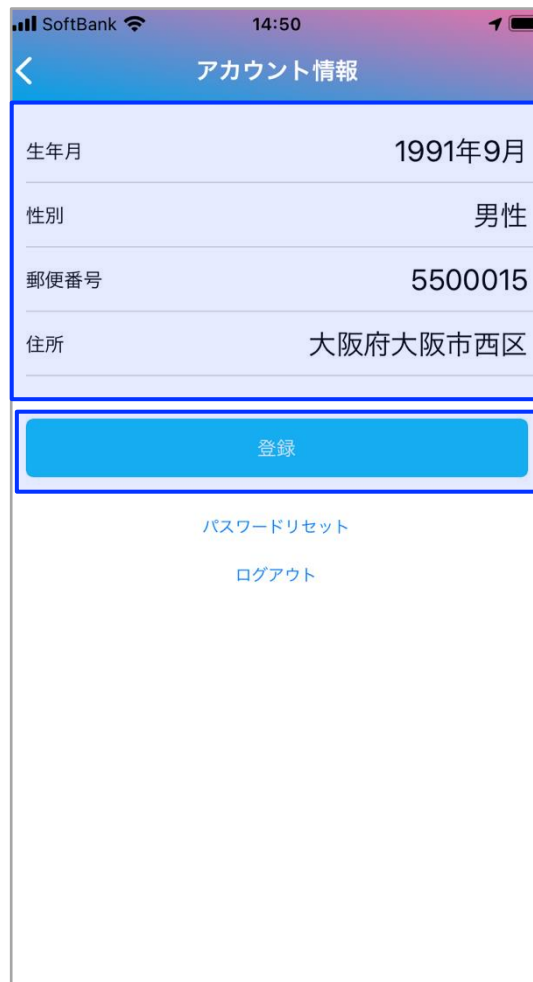 SoftBank 14:50
アカウント情報
生年月 1991年9月
性別 男性
郵便番号 5500015
住所 大阪府大阪市西区
登録
パスワードリセット
ログアウト